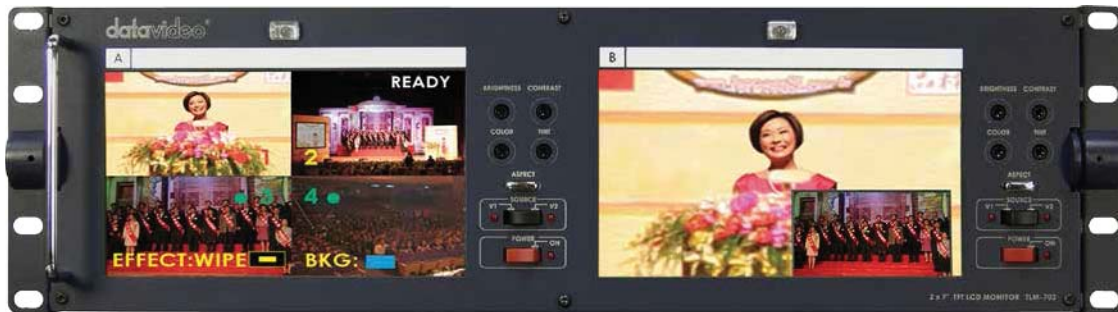 datavideo
A
READY
2
3
4
EFFECT:WIPE
BKG:
BRIGHTNESS CONTRAST
COLOR TINT
ASPECT
SOURCE
V1 V2
POWER
ON
B
BRIGHTNESS CONTRAST
COLOR TINT
ASPECT
SOURCE
V1 V2
POWER
ON
2 x 7" TFT LCD MONITOR TLM-702